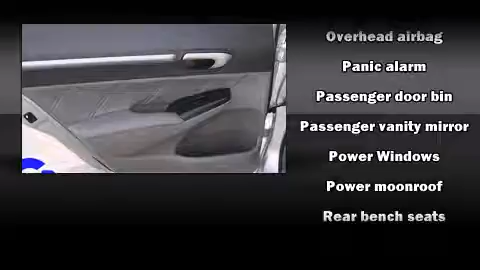 Overhead airbag
Panic alarm
Passenger door bin
Passenger vanity mirror
Power Windows
Power moonroof
Rear bench seats